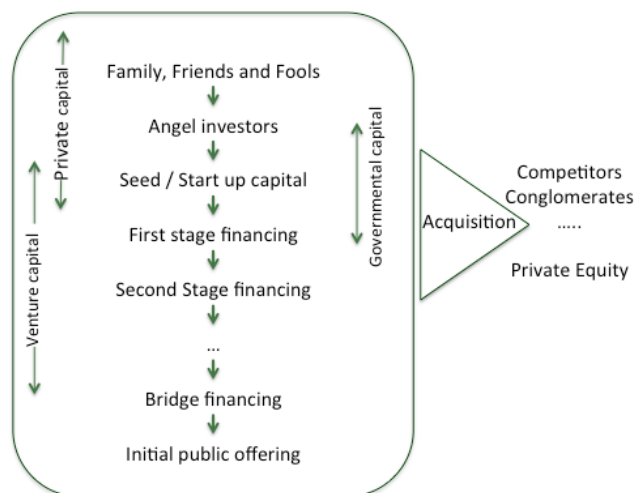 Private capital
Family, Friends and Fools
Angel investors
Seed / Start up capital
First stage financing
Second Stage financing
...
Bridge financing
Initial public offering
Venture capital
Governmental capital
Acquisition
Competitors
Conglomerates
.....
Private Equity